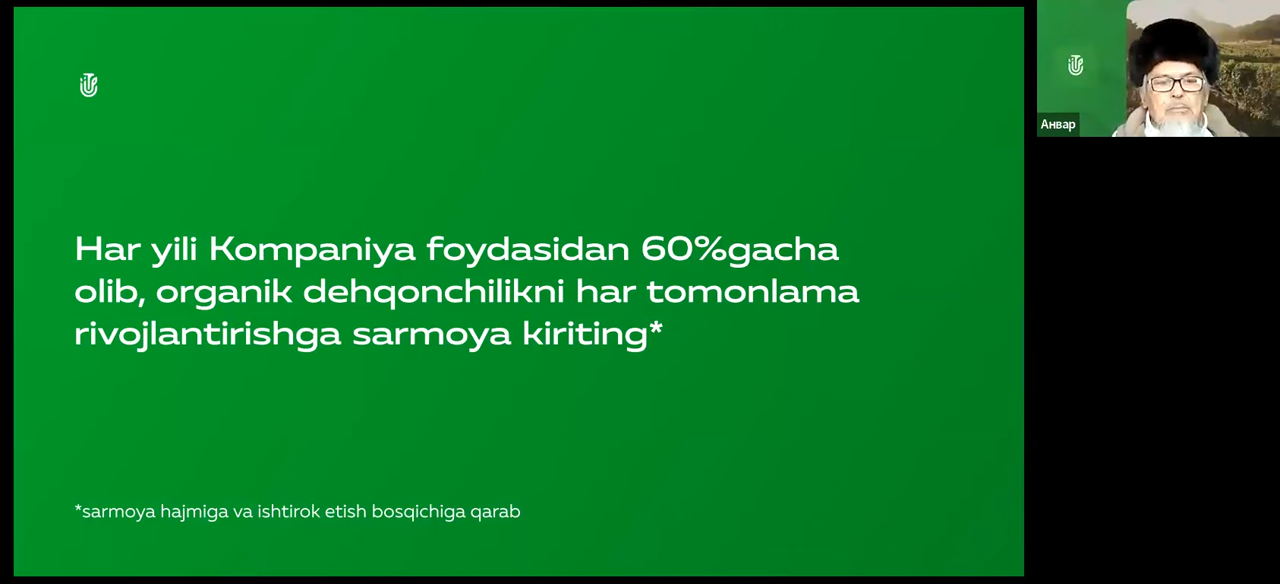 Har yili Kompaniya foydasidan 60%gacha
olib, organik dehqonchilikni har tomonlama
rivojlantirishga sarmoya kiriting*
*sarmoya hajmiga va ishtirok etish bosqichiga qarab
Анвар